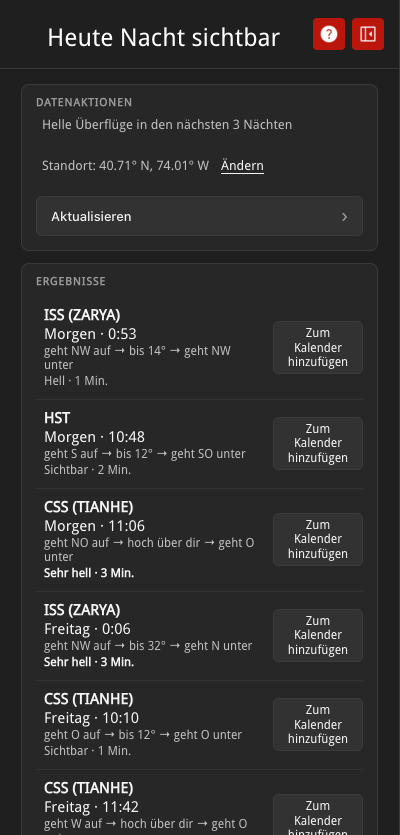 Heute Nacht sichtbar
DATENAKTIONEN
Helle Überflüge in den nächsten 3 Nächten
Standort: 40.71° N, 74.01° W Ändern
Aktualisieren
ERGEBNISSE
ISS (ZARYA)
Morgen · 0:53
geht NW auf → bis 14° → geht NW
unter
Hell · 1 Min.
Zum
Kalender
hinzufügen
HST
Morgen · 10:48
geht S auf → bis 12° → geht SO unter
Sichtbar · 2 Min.
Zum
Kalender
hinzufügen
CSS (TIANHE)
Morgen · 11:06
geht NO auf → hoch über dir → geht O
unter
Sehr hell · 3 Min.
Zum
Kalender
hinzufügen
ISS (ZARYA)
Freitag · 0:06
geht NW auf → bis 32° → geht N unter
Sehr hell · 3 Min.
Zum
Kalender
hinzufügen
CSS (TIANHE)
Freitag · 10:10
geht O auf → bis 12° → geht O unter
Sichtbar · 1 Min.
Zum
Kalender
hinzufügen
CSS (TIANHE)
Freitag · 11:42
geht W auf → hoch über dir → geht O
Zum
Kalender
hinzufügen